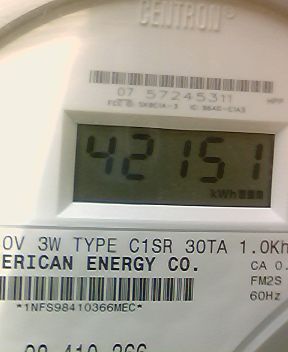 CENTRON®
07 57245311
HPP
42151
kWh
0V 3W TYPE C1SR 30TA 1.0Kh
ERICAN ENERGY CO.
CA 0.
FM2S
60Hz
*1NFS98410366MEC*